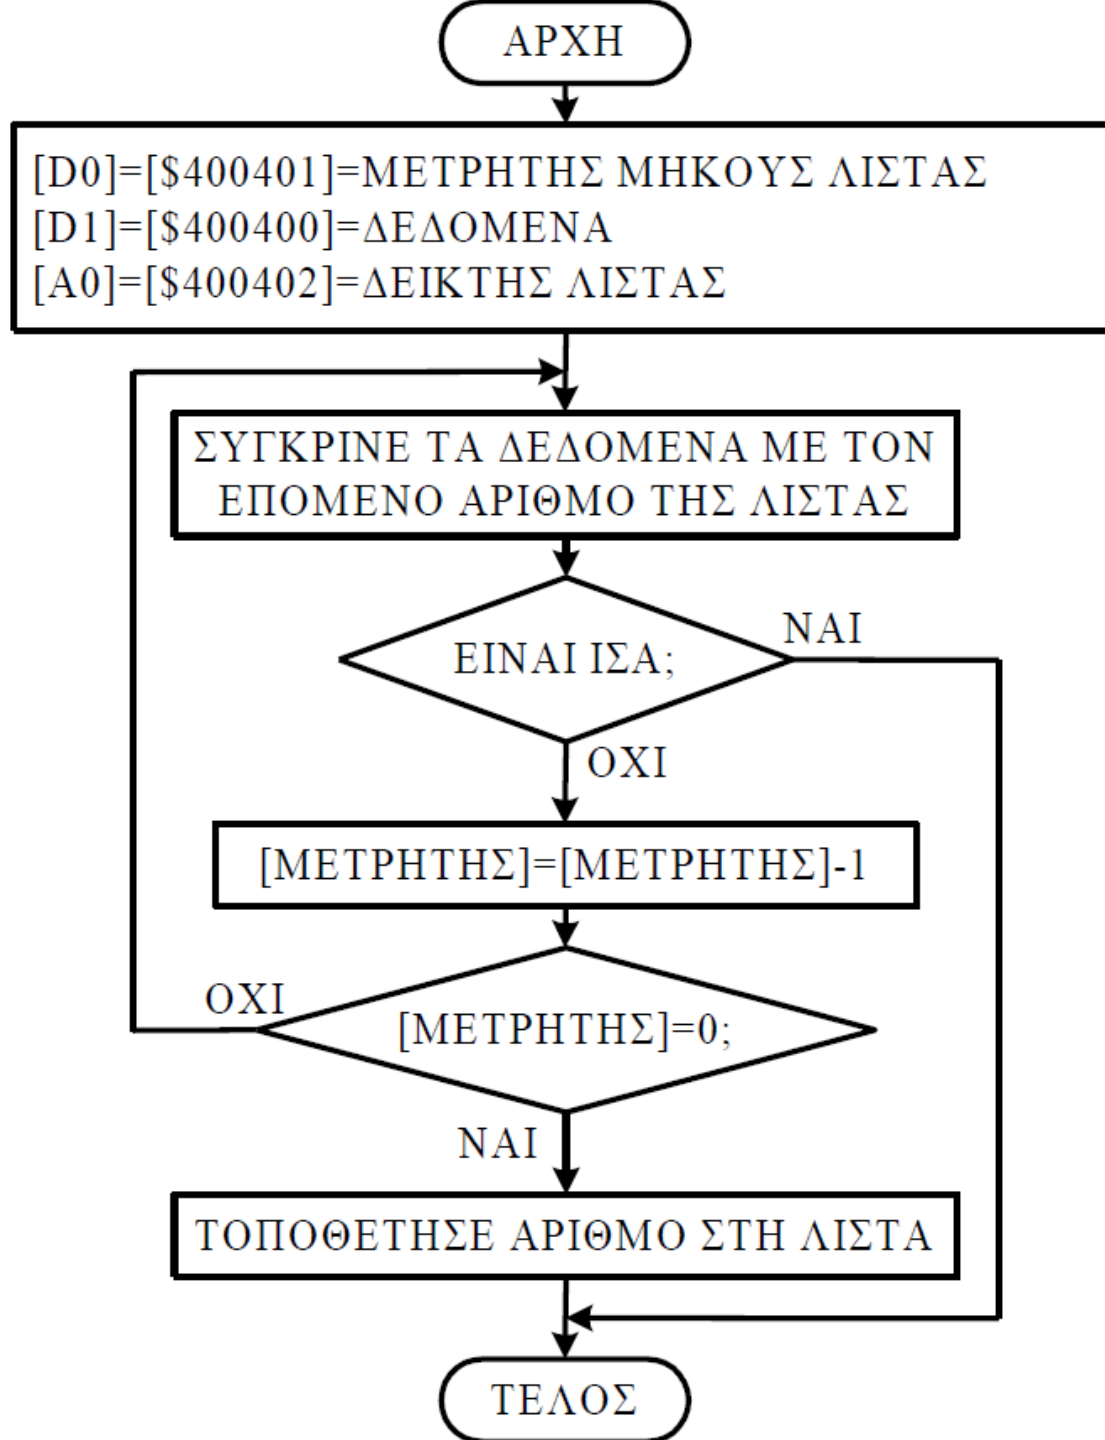 ΑΡΧΗ
[D0]=[$400401]=ΜΕΤΡΗΤΗΣ ΜΗΚΟΥΣ ΛΙΣΤΑΣ
[D1]=[$400400]=ΔΕΔΟΜΕΝΑ
[A0]=[$400402]=ΔΕΙΚΤΗΣ ΛΙΣΤΑΣ
ΣΥΓΚΡΙΝΕ ΤΑ ΔΕΔΟΜΕΝΑ ΜΕ ΤΟΝ
ΕΠΟΜΕΝΟ ΑΡΙΘΜΟ ΤΗΣ ΛΙΣΤΑΣ
ΝΑΙ
ΕΙΝΑΙ ΙΣΑ;
ΟΧΙ
[ΜΕΤΡΗΤΗΣ]=[ΜΕΤΡΗΤΗΣ]-1
ΟΧΙ
[ΜΕΤΡΗΤΗΣ]=0;
ΝΑΙ
ΤΟΠΟΘΕΤΗΣΕ ΑΡΙΘΜΟ ΣΤΗ ΛΙΣΤΑ
ΤΕΛΟΣ